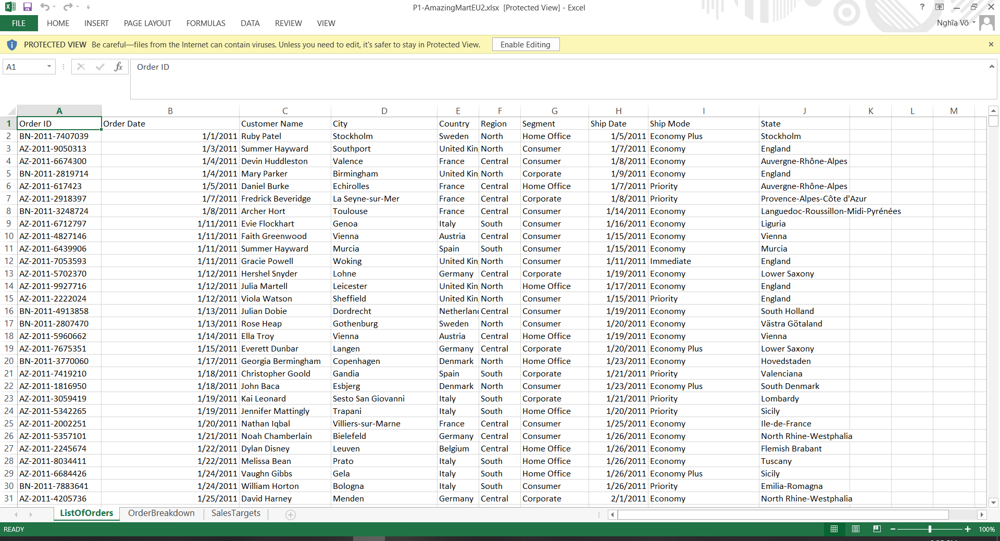 P1-AmazingMartEU2.xlsx [Protected View] - Excel
FILE HOME INSERT PAGE LAYOUT FORMULAS DATA REVIEW VIEW Nghĩa Võ
PROTECTED VIEW Be careful—files from the Internet can contain viruses. Unless you need to edit, it's safer to stay in Protected View. Enable Editing
A1 fx Order ID
A B C D E F G H I J K L M
1 Order ID Order Date Customer Name City Country Region Segment Ship Date Ship Mode State
2 BN-2011-7407039 1/1/2011 Ruby Patel Stockholm Sweden North Home Office 1/5/2011 Economy Plus Stockholm
3 AZ-2011-9050313 1/3/2011 Summer Hayward Southport United Kin North Consumer 1/7/2011 Economy England
4 AZ-2011-6674300 1/4/2011 Devin Huddleston Valence France Central Consumer 1/8/2011 Economy Auvergne-Rhône-Alpes
5 BN-2011-2819714 1/4/2011 Mary Parker Birmingham United Kin North Corporate 1/9/2011 Economy England
6 AZ-2011-617423 1/5/2011 Daniel Burke Echirolles France Central Home Office 1/7/2011 Priority Auvergne-Rhône-Alpes
7 AZ-2011-2918397 1/7/2011 Fredrick Beveridge La Seyne-sur-Mer France Central Corporate 1/8/2011 Priority Provence-Alpes-Côte d'Azur
8 BN-2011-3248724 1/8/2011 Archer Hort Toulouse France Central Consumer 1/14/2011 Economy Languedoc-Roussillon-Midi-Pyrénées
9 AZ-2011-6712797 1/11/2011 Evie Flockhart Genoa Italy South Consumer 1/16/2011 Economy Liguria
10 AZ-2011-4827146 1/11/2011 Faith Greenwood Vienna Austria Central Consumer 1/15/2011 Economy Vienna
11 AZ-2011-6439906 1/11/2011 Summer Hayward Murcia Spain South Consumer 1/15/2011 Economy Murcia
12 AZ-2011-7053593 1/11/2011 Gracie Powell Woking United Kin North Consumer 1/11/2011 Immediate England
13 AZ-2011-5702370 1/12/2011 Hershel Snyder Lohne Germany Central Corporate 1/19/2011 Economy Lower Saxony
14 AZ-2011-9927716 1/12/2011 Julia Martell Leicester United Kin North Home Office 1/17/2011 Economy England
15 AZ-2011-2222024 1/12/2011 Viola Watson Sheffield United Kin North Consumer 1/15/2011 Priority England
16 BN-2011-4913858 1/13/2011 Julian Dobie Dordrecht Netherland Central Consumer 1/19/2011 Economy South Holland
17 BN-2011-2807470 1/13/2011 Rose Heap Gothenburg Sweden North Consumer 1/20/2011 Economy Västra Götaland
18 AZ-2011-5960662 1/14/2011 Ella Troy Vienna Austria Central Home Office 1/19/2011 Economy Vienna
19 AZ-2011-7675351 1/15/2011 Everett Dunbar Langen Germany Central Corporate 1/20/2011 Economy Plus Lower Saxony
20 BN-2011-3770060 1/17/2011 Georgia Bermingham Copenhagen Denmark North Home Office 1/23/2011 Economy Hovedstaden
21 AZ-2011-7419210 1/18/2011 Christopher Goold Gandia Spain South Corporate 1/21/2011 Priority Valenciana
22 AZ-2011-1816950 1/18/2011 John Baca Esbjerg Denmark North Consumer 1/23/2011 Economy Plus South Denmark
23 AZ-2011-3059419 1/19/2011 Kai Leonard Sesto San Giovanni Italy South Corporate 1/21/2011 Priority Lombardy
24 AZ-2011-5342265 1/19/2011 Jennifer Mattingly Trapani Italy South Home Office 1/20/2011 Priority Sicily
25 AZ-2011-2002251 1/20/2011 Nathan Iqbal Villiers-sur-Marne France Central Consumer 1/25/2011 Economy Ile-de-France
26 AZ-2011-5357101 1/21/2011 Noah Chamberlain Bielefeld Germany Central Consumer 1/26/2011 Economy North Rhine-Westphalia
27 AZ-2011-2245674 1/22/2011 Dylan Disney Leuven Belgium Central Home Office 1/26/2011 Economy Flemish Brabant
28 AZ-2011-8034411 1/22/2011 Melissa Bean Prato Italy South Home Office 1/26/2011 Economy Tuscany
29 AZ-2011-6684426 1/24/2011 Vaughn Gibbs Gela Italy South Home Office 1/26/2011 Economy Plus Sicily
30 BN-2011-7883641 1/24/2011 William Horton Bologna Italy South Consumer 1/26/2011 Priority Emilia-Romagna
31 AZ-2011-4205736 1/25/2011 David Harney Menden Germany Central Corporate 2/1/2011 Economy North Rhine-Westphalia
ListOfOrders OrderBreakdown SalesTargets
READY 100%